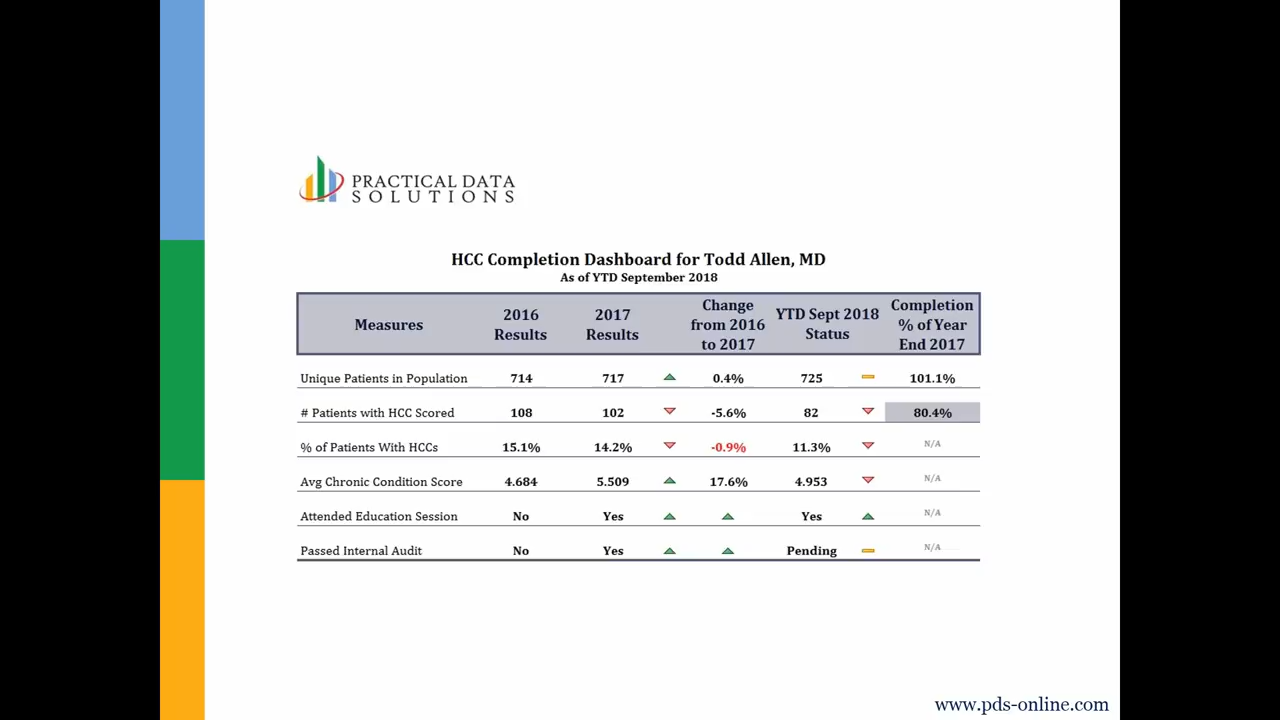 PRACTICAL DATA
SOLUTIONS
HCC Completion Dashboard for Todd Allen, MD
As of YTD September 2018
Measures 2016 Results 2017 Results Change from 2016 to 2017 YTD Sept 2018 Status Completion % of Year End 2017
Unique Patients in Population 714 717 0.4% 725 101.1%
# Patients with HCC Scored 108 102 -5.6% 82 80.4%
% of Patients With HCCs 15.1% 14.2% -0.9% 11.3% N/A
Avg Chronic Condition Score 4.684 5.509 17.6% 4.953 N/A
Attended Education Session No Yes Yes N/A
Passed Internal Audit No Yes Pending N/A
www.pds-online.com